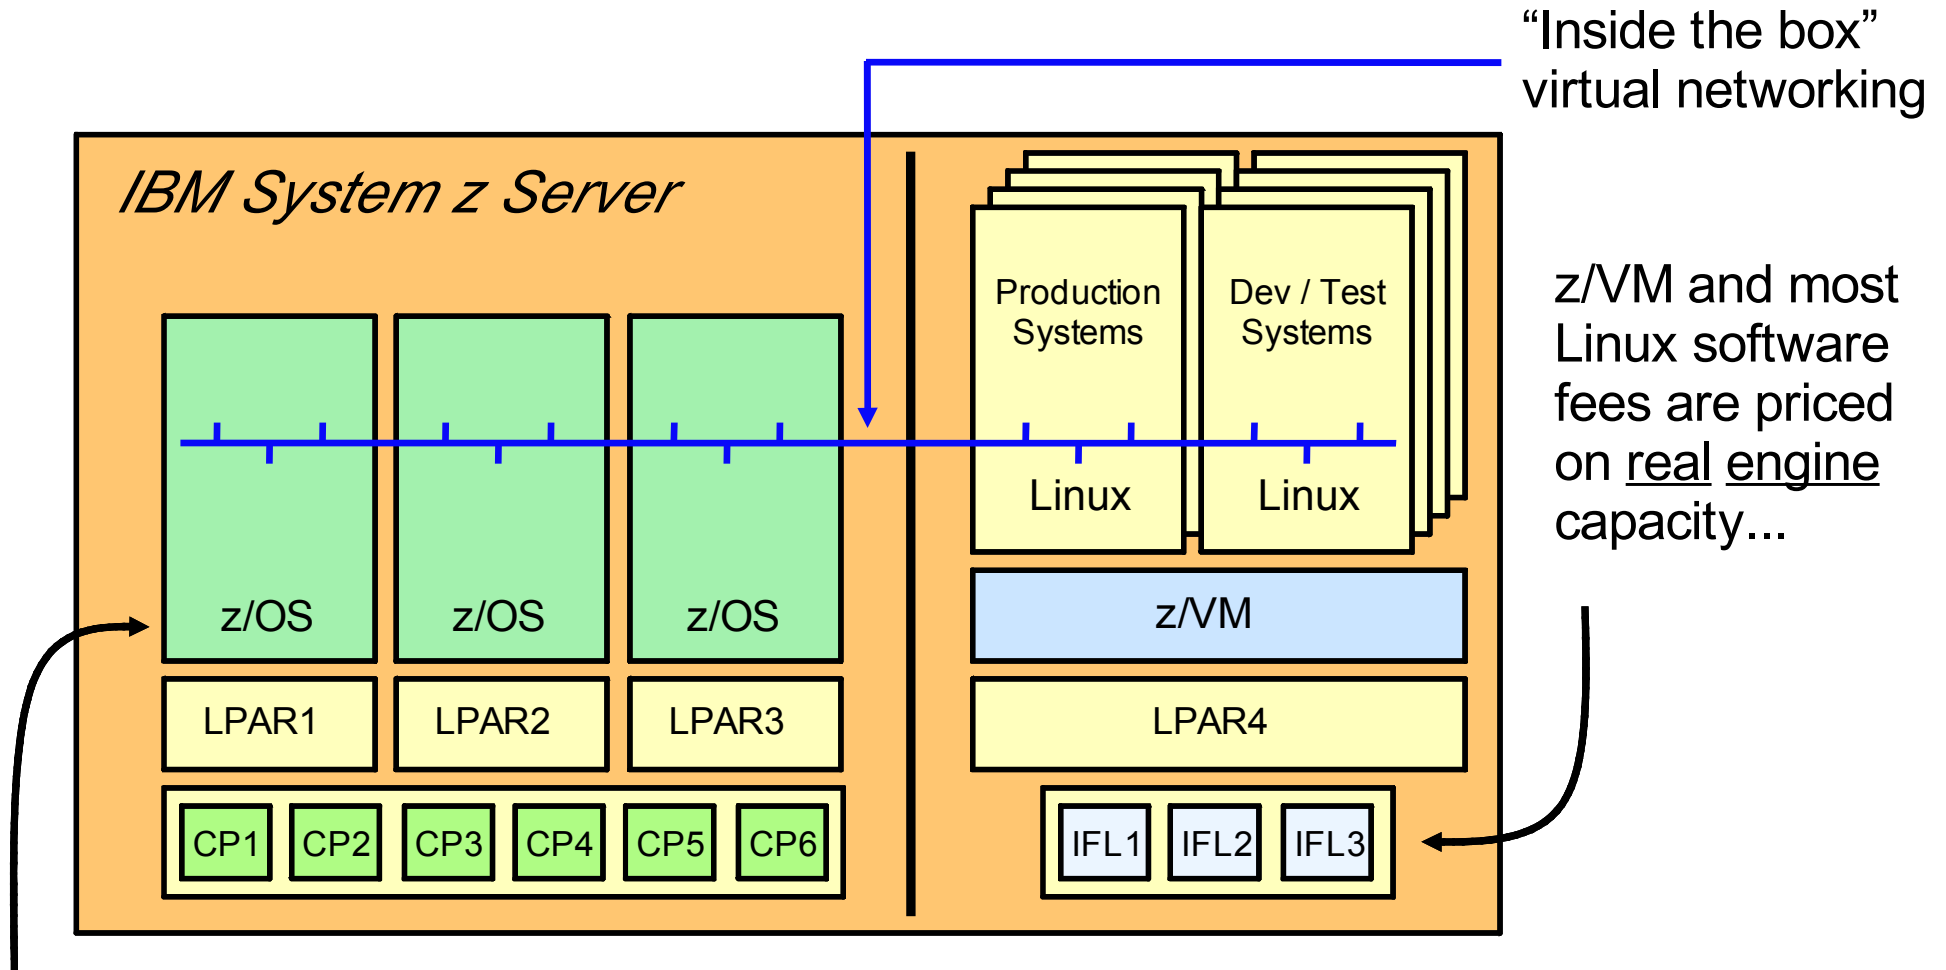 “Inside the box”
virtual networking
IBM System z Server
Production
Systems
Dev / Test
Systems
z/VM and most
Linux software
fees are priced
on real engine
capacity...
Linux
Linux
z/OS
z/OS
z/OS
z/VM
LPAR1
LPAR2
LPAR3
LPAR4
CP1
CP2
CP3
CP4
CP5
CP6
IFL1
IFL2
IFL3